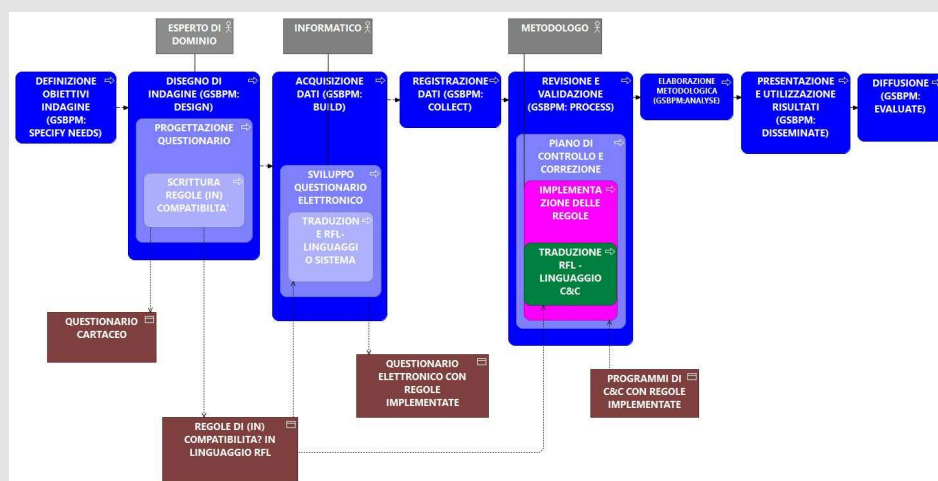 ESPERTO DI
DOMINIO
INFORMATICO
METODOLOGO
DEFINIZIONE
OBIETTIVI
INDAGINE
(GSBPM:
SPECIFY NEEDS)
DISEGNO DI
INDAGINE (GSBPM:
DESIGN)
PROGETTAZIONE
QUESTIONARIO
SCRITTURA
REGOLE (IN)
COMPATIBILTA'
ACQUISIZIONE
DATI (GSBPM:
BUILD)
SVILUPPO
QUESTIONARIO
ELETTRONICO
TRADUZION
E RFL-
LINGUAGGI
O SISTEMA
REGISTRAZIONE
DATI (GSBPM:
COLLECT)
REVISIONE E
VALIDAZIONE
(GSBPM: PROCESS)
PIANO DI
CONTROLLO E
CORREZIONE
IMPLEMENTA
ZIONE DELLE
REGOLE
TRADUZIONE
RFL -
LINGUAGGIO
C&C
ELABORAZIONE
METODOLOGICA
(GSBPM:ANALYSE)
PRESENTAZIONE
E UTILIZZAZIONE
RISULTATI
(GSBPM:
DISSEMINATE)
DIFFUSIONE
(GSBPM:
EVALUATE)
QUESTIONARIO
CARTACEO
REGOLE DI (IN)
COMPATIBILITA? IN
LINGUAGGIO RFL
QUESTIONARIO
ELETTRONICO CON
REGOLE
IMPLEMENTATE
PROGRAMMI DI
C&C CON REGOLE
IMPLEMENTATE